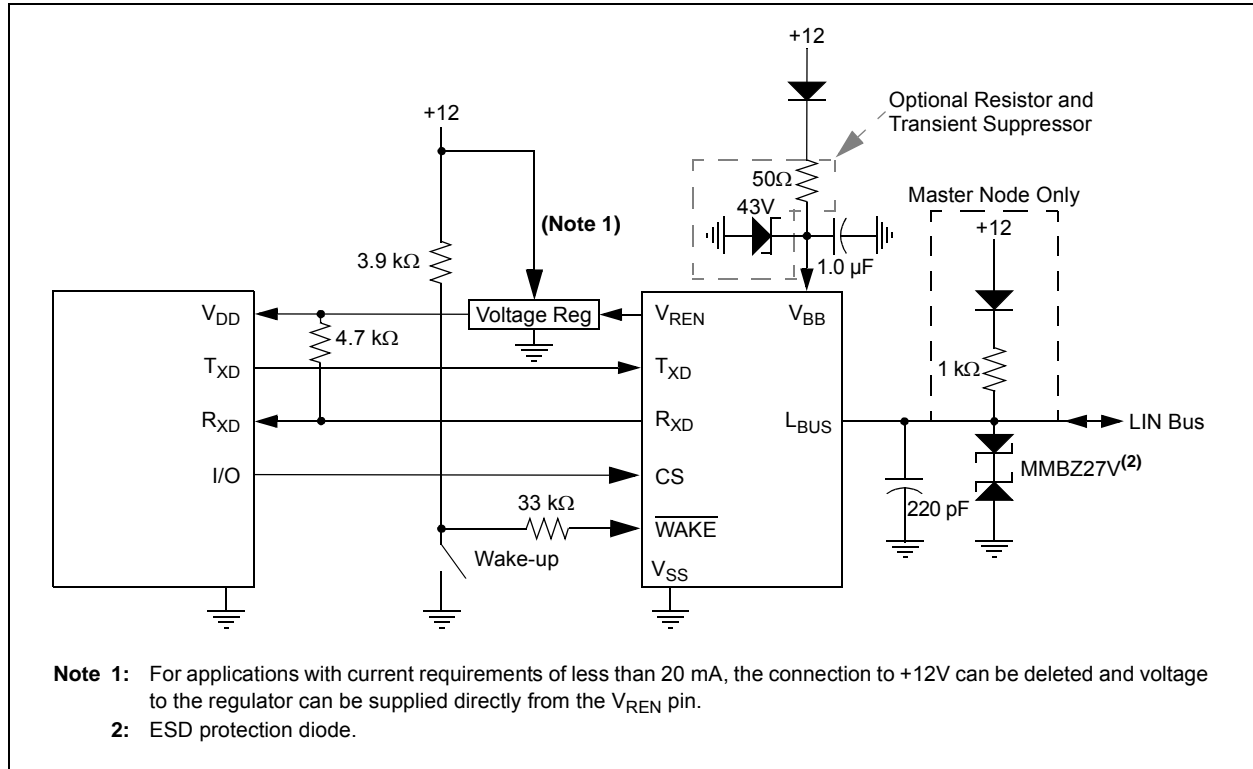 +12
Optional Resistor and
Transient Suppressor
+12
50Ω
Master Node Only
43V
+12
(Note 1)
3.9 kΩ
1.0 µF
VDD
Voltage Reg
VREN
VBB
4.7 kΩ
1 kΩ
TXD
TXD
RXD
RXD
LBUS
LIN Bus
I/O
CS
MMBZ27V(2)
33 kΩ
220 pF
WAKE
Wake-up
VSS
Note 1: For applications with current requirements of less than 20 mA, the connection to +12V can be deleted and voltage
to the regulator can be supplied directly from the VREN pin.
2: ESD protection diode.